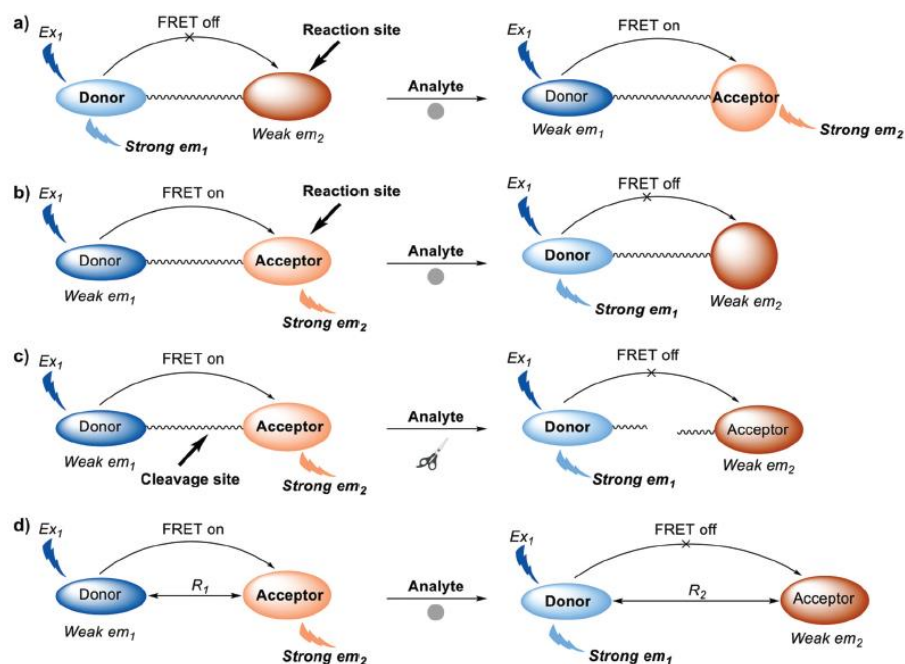 a)
Ex₁
FRET off
Reaction site
Donor
Strong em₁
Weak em₂
Analyte
Ex₁
FRET on
Donor
Acceptor
Weak em₁
Strong em₂
b)
Ex₁
FRET on
Reaction site
Donor
Acceptor
Weak em₁
Strong em₂
Analyte
Ex₁
FRET off
Donor
Strong em₁
Weak em₂
c)
Ex₁
FRET on
Donor
Acceptor
Weak em₁
Cleavage site
Strong em₂
Analyte
Ex₁
FRET off
Donor
Acceptor
Strong em₁
Weak em₂
d)
Ex₁
FRET on
Donor
R₁
Acceptor
Weak em₁
Strong em₂
Analyte
Ex₁
FRET off
Donor
R₂
Acceptor
Strong em₁
Weak em₂